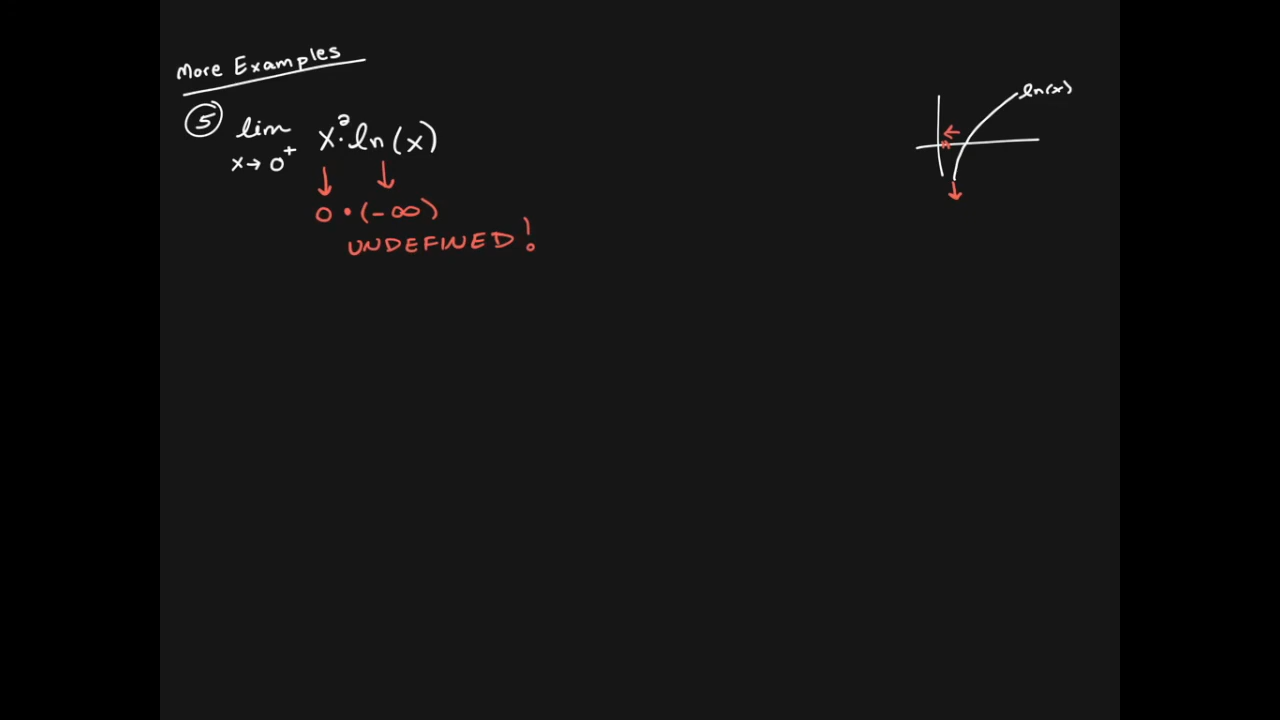 More Examples
⑤ lim x→0⁺ x²·ln(x)
↓ ↓
0 · (-∞)
UNDEFINED!
ln(x)